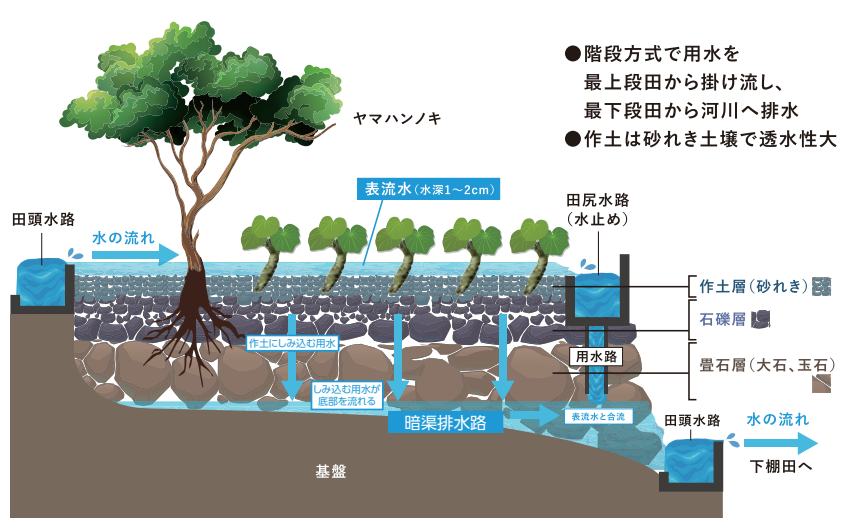 ●階段方式で用水を
最上段田から掛け流し、
最下段田から河川へ排水
●作土は砂れき土壌で透水性大
ヤマハンノキ
表流水(水深1〜2cm)
田頭水路
水の流れ
田尻水路
(水止め)
作土層(砂れき)
石礫層
作土にしみ込む用水
用水路
畳石層(大石、玉石)
しみ込む用水が
底部を流れる
暗渠排水路
表流水と合流
田頭水路
水の流れ
下棚田へ
基盤